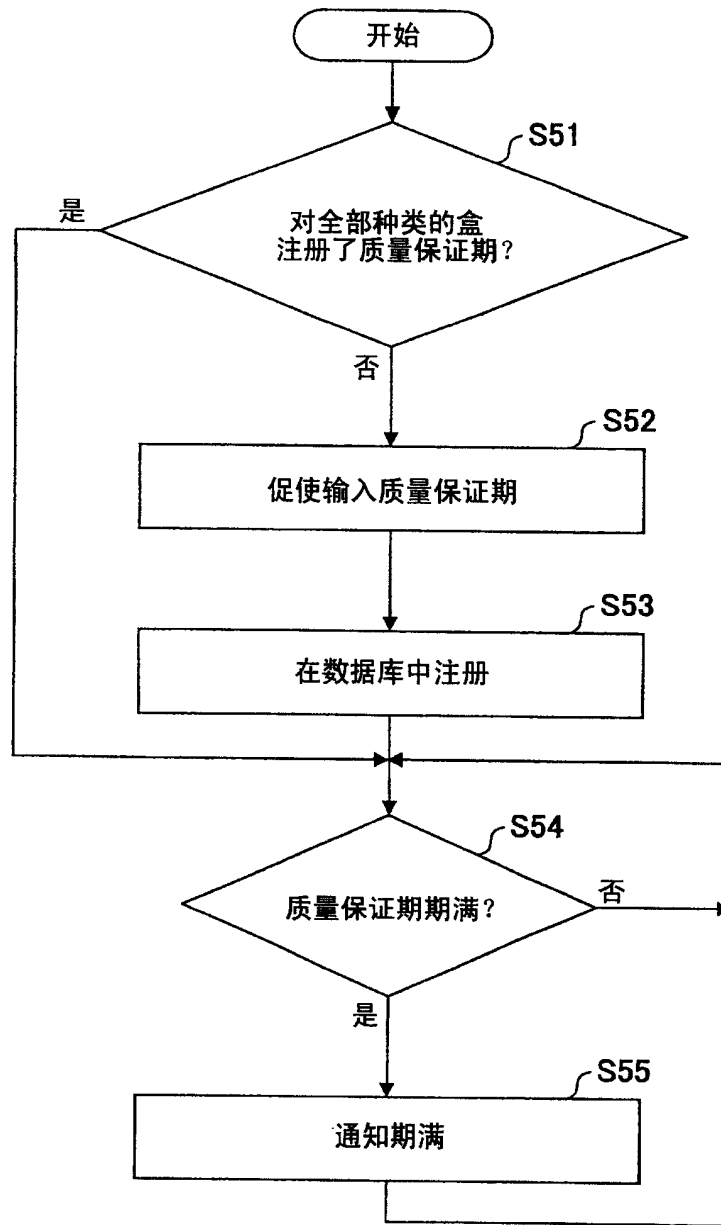 开始
S51
是
对全部种类的盒
注册了质量保证期?
否
S52
促使输入质量保证期
S53
在数据库中注册
S54
质量保证期期满?
否
是
S55
通知期满